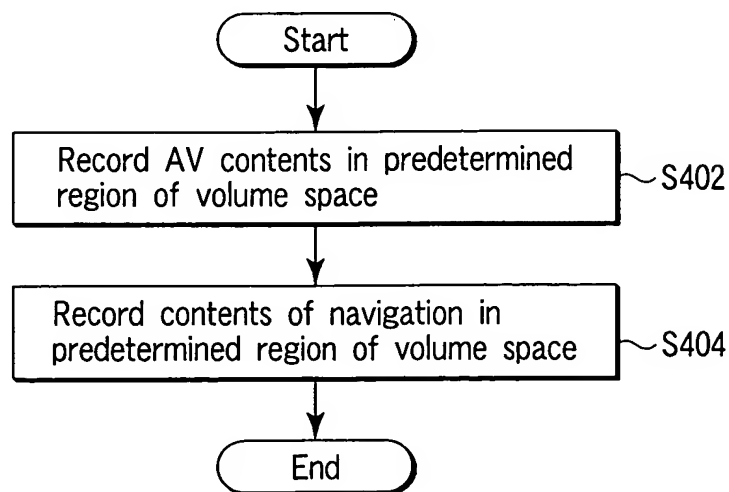 Start
Record AV contents in predetermined
region of volume space
S402
Record contents of navigation in
predetermined region of volume space
S404
End